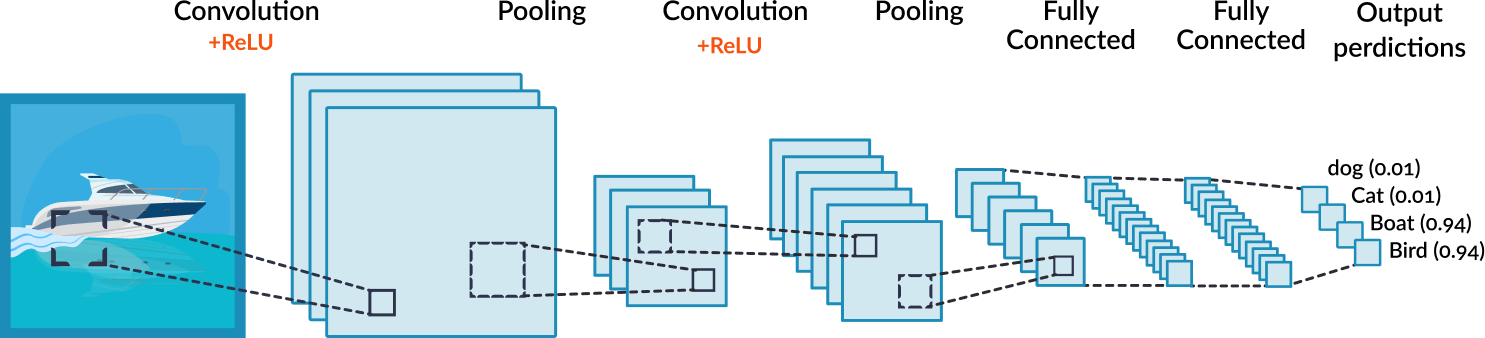 Convolution
+ReLU
Pooling
Convolution
+ReLU
Pooling
Fully
Connected
Fully
Connected
Output
perdictions
dog (0.01)
Cat (0.01)
Boat (0.94)
Bird (0.94)